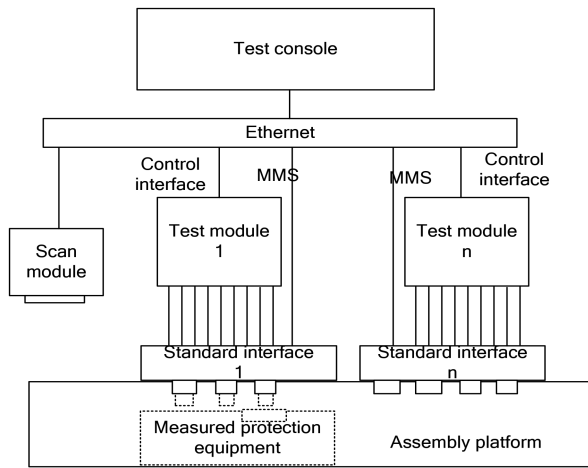 Test console
Ethernet
Control
interface
MMS
MMS
Control
interface
Scan
module
Test module
1
Test module
n
Standard interface
1
Standard interface
n
Measured protection
equipment
Assembly platform